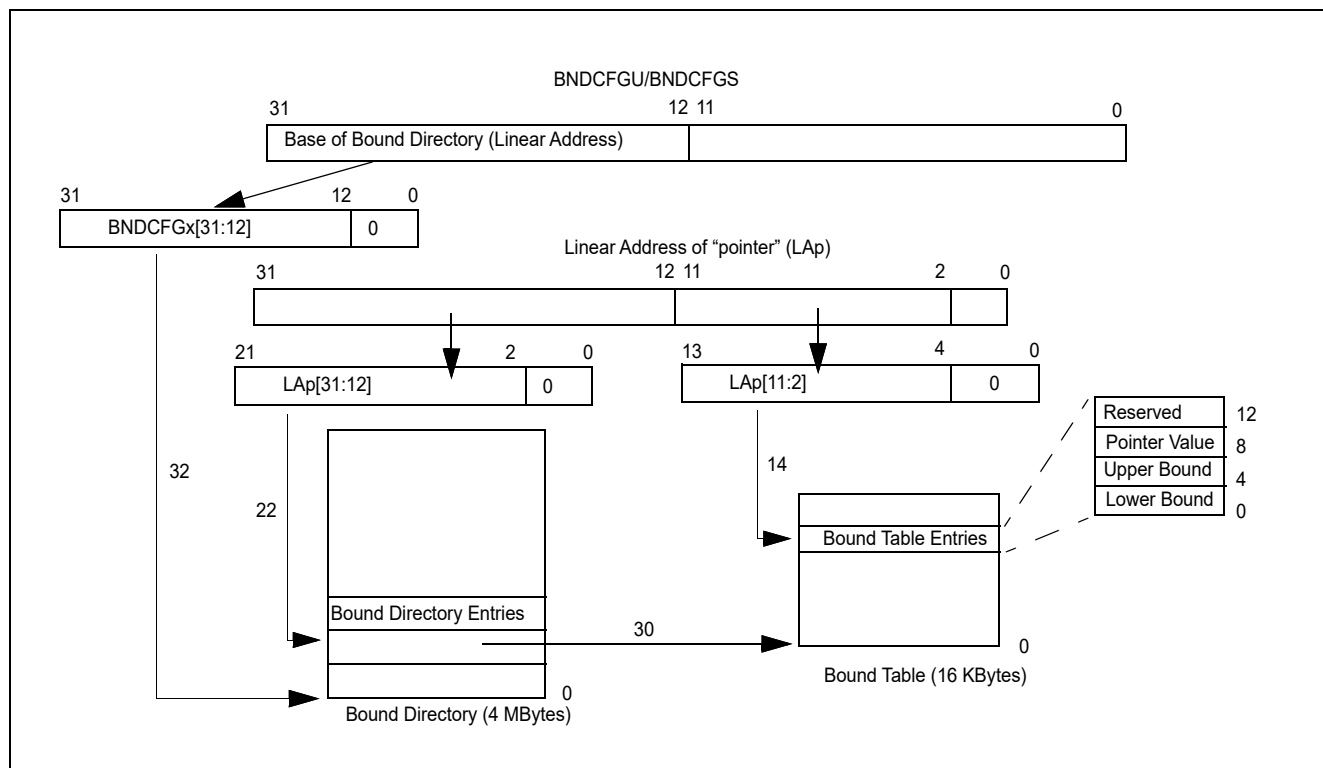 BNDCFGU/BNDCFGS
31 12 11 0
Base of Bound Directory (Linear Address)
31 12 0
BNDCFGx[31:12] 0
Linear Address of “pointer” (LAp)
31 12 11 2 0
21 2 0 13 4 0
LAp[31:12] 0 LAp[11:2] 0
Reserved 12
Pointer Value 8
Upper Bound 4
Lower Bound 0
32
14
22
Bound Table Entries
Bound Directory Entries
30
0
Bound Table (16 KBytes)
0
Bound Directory (4 MBytes)